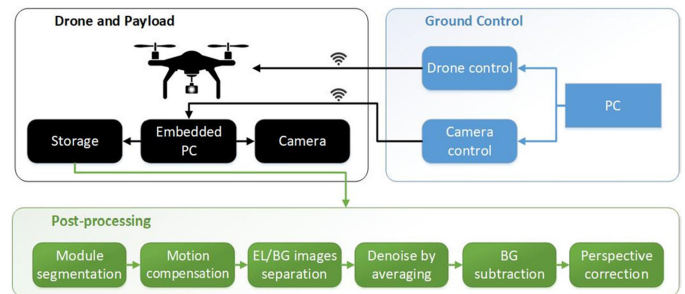 Drone and Payload
Ground Control
Drone control
PC
Storage
Embedded
PC
Camera
Camera
control
Post-processing
Module
segmentation
Motion
compensation
EL/BG images
separation
Denoise by
averaging
BG
subtraction
Perspective
correction